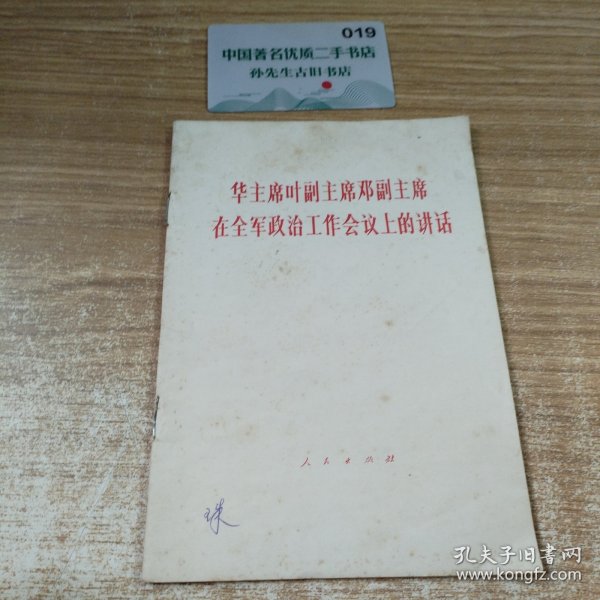 019
中国著名优质二手书店
孙先生古旧书店
华主席叶副主席邓副主席
在全军政治工作会议上的讲话
人民出版社
珠
孔夫子旧书网
www.kongfz.com